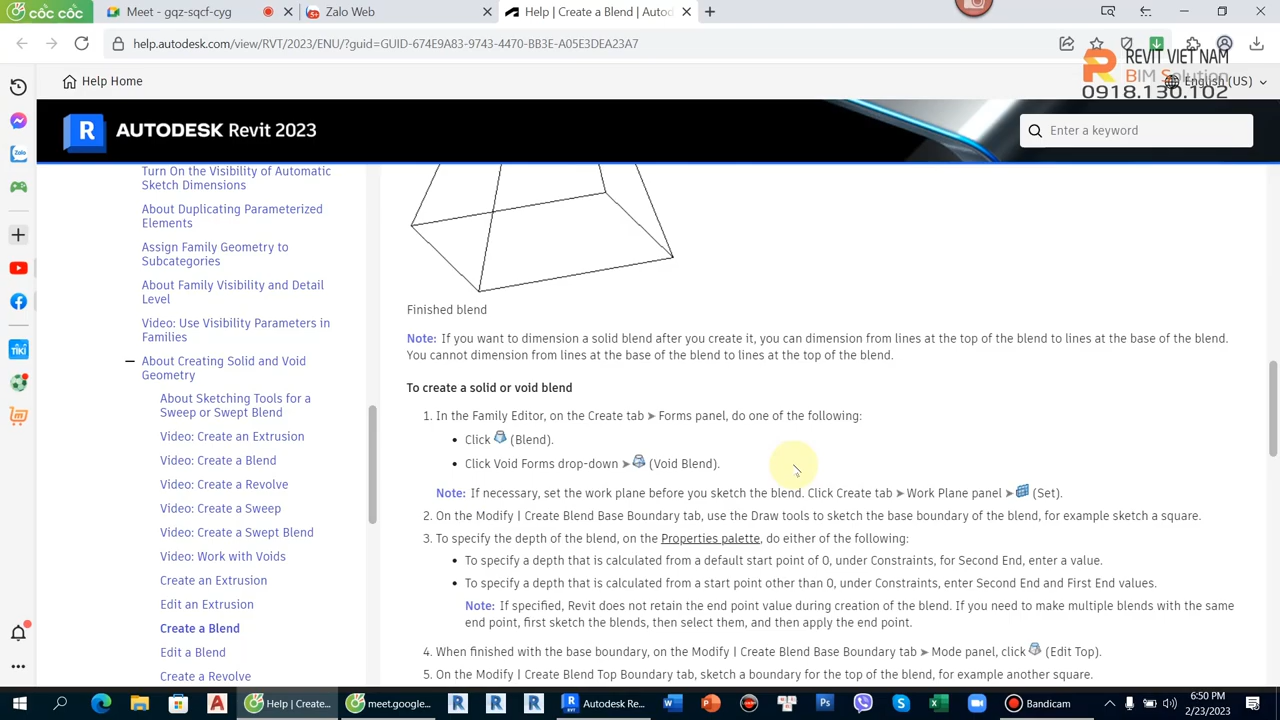 cốc cốc
Meet - gqz-sqcf-cyg
Zalo Web
Help | Create a Blend | Autod
help.autodesk.com/view/RVT/2023/ENU/?guid=GUID-674E9A83-9743-4470-BB3E-A05E3DEA23A7
REVIT VIET NAM
BIM Solution
0918.130.102
Help Home
English (US)
R AUTODESK Revit 2023
Enter a keyword
Turn On the Visibility of Automatic
Sketch Dimensions
About Duplicating Parameterized
Elements
Assign Family Geometry to
Subcategories
About Family Visibility and Detail
Level
Video: Use Visibility Parameters in
Families
About Creating Solid and Void
Geometry
About Sketching Tools for a
Sweep or Swept Blend
Video: Create an Extrusion
Video: Create a Blend
Video: Create a Revolve
Video: Create a Sweep
Video: Create a Swept Blend
Video: Work with Voids
Create an Extrusion
Edit an Extrusion
Create a Blend
Edit a Blend
Create a Revolve
Zalo
TIKI
Finished blend
Note: If you want to dimension a solid blend after you create it, you can dimension from lines at the top of the blend to lines at the base of the blend.
You cannot dimension from lines at the base of the blend to lines at the top of the blend.
To create a solid or void blend
1. In the Family Editor, on the Create tab ➤ Forms panel, do one of the following:
• Click (Blend).
• Click Void Forms drop-down ➤ (Void Blend).
Note: If necessary, set the work plane before you sketch the blend. Click Create tab ➤ Work Plane panel ➤ (Set).
2. On the Modify | Create Blend Base Boundary tab, use the Draw tools to sketch the base boundary of the blend, for example sketch a square.
3. To specify the depth of the blend, on the Properties palette, do either of the following:
• To specify a depth that is calculated from a default start point of 0, under Constraints, for Second End, enter a value.
• To specify a depth that is calculated from a start point other than 0, under Constraints, enter Second End and First End values.
Note: If specified, Revit does not retain the end point value during creation of the blend. If you need to make multiple blends with the same
end point, first sketch the blends, then select them, and then apply the end point.
4. When finished with the base boundary, on the Modify | Create Blend Base Boundary tab ➤ Mode panel, click (Edit Top).
5. On the Modify | Create Blend Top Boundary tab, sketch a boundary for the top of the blend, for example another square.
Help | Create...
meet.google...
Autodesk Re...
Bandicam
6:50 PM
2/23/2023